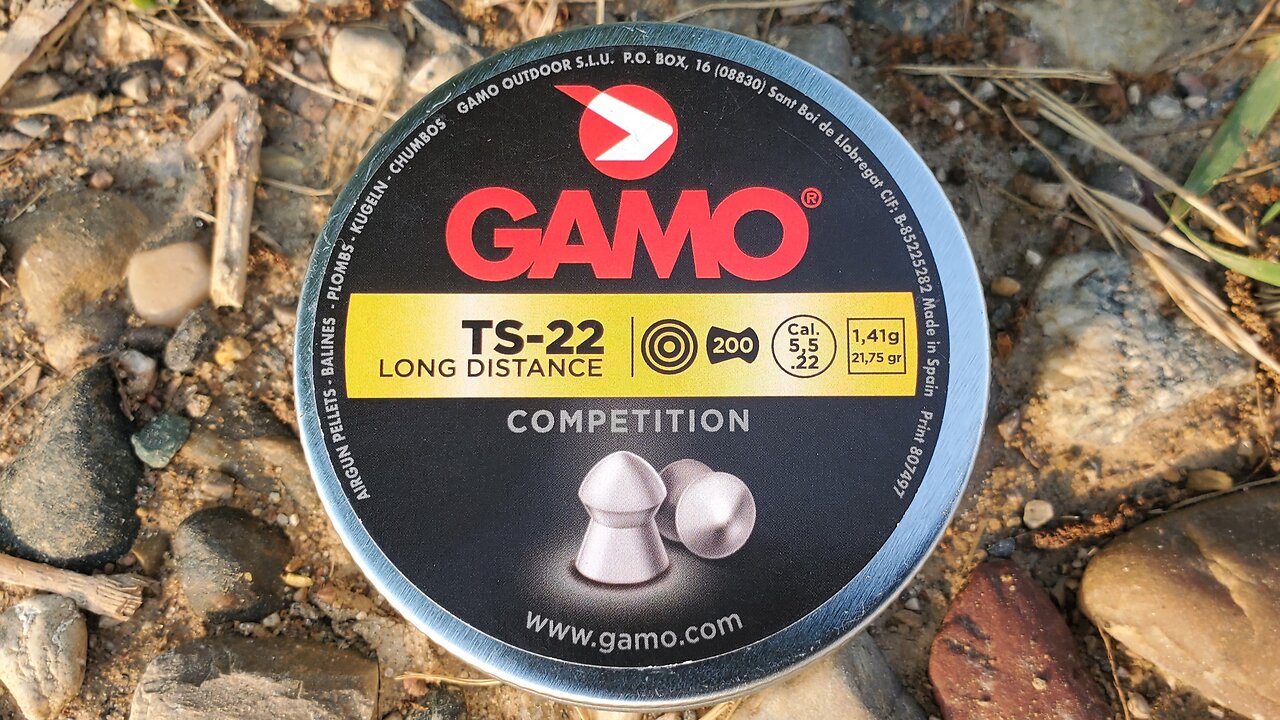 AIRGUN PELLETS - BALINES - PLOMBS - KUGELN - CHUMBOS GAMO OUTDOOR S.L.U. P.O. BOX, 16 (08830) Sant Boi de Llobregat CIF: B-85225282 Made in Spain Print 807497
GAMO®
TS-22
LONG DISTANCE
200
Cal.
5,5
.22
1,41g
21,75 gr
COMPETITION
www.gamo.com